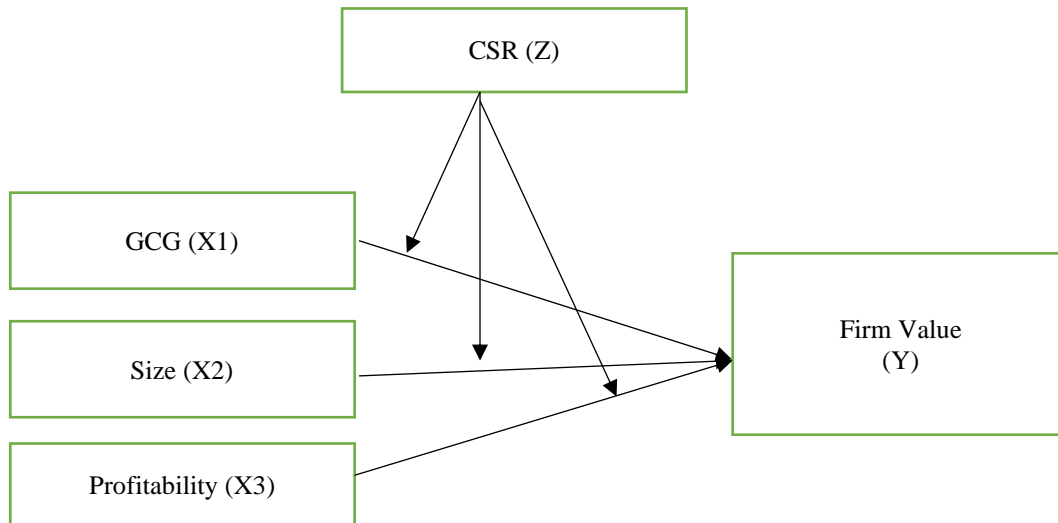 CSR (Z)
GCG (X1)
Size (X2)
Profitability (X3)
Firm Value
(Y)